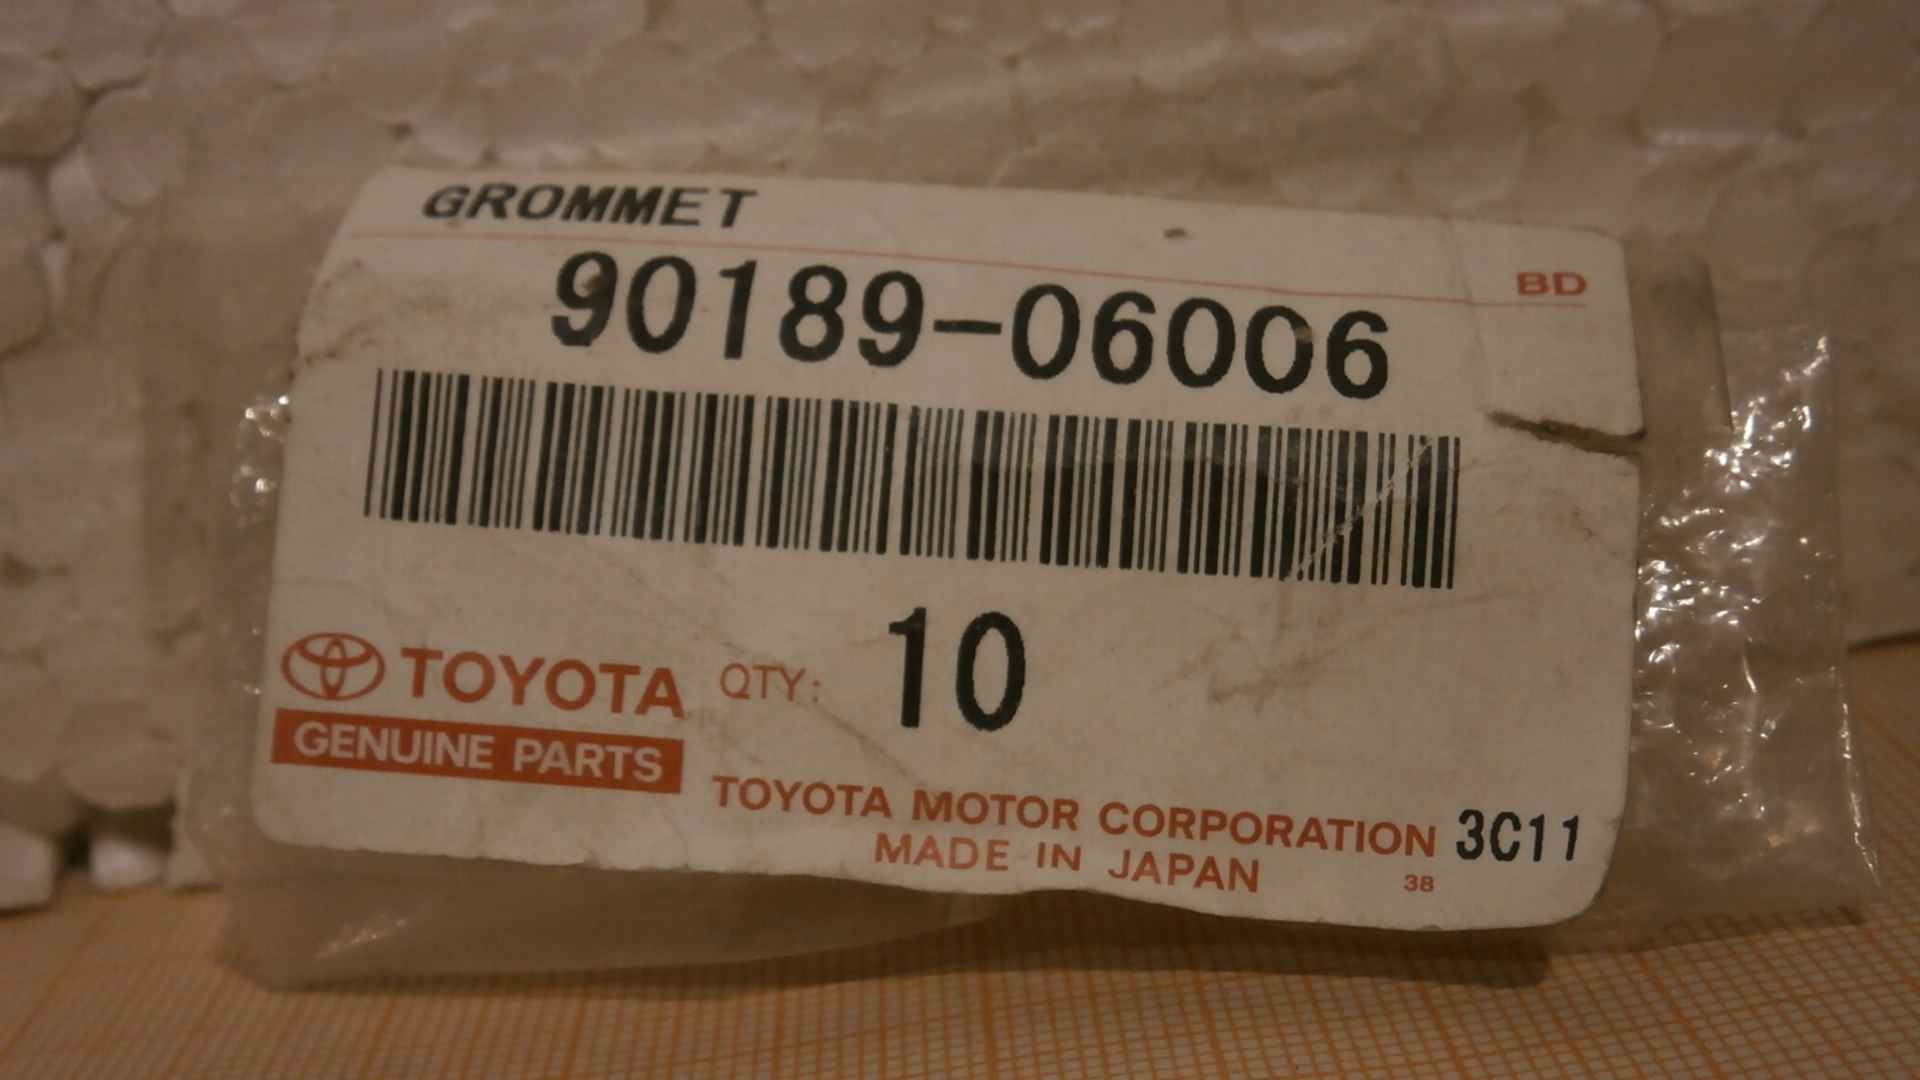 GROMMET
BD
90189-06006
10
TOYOTA QTY:
GENUINE PARTS
TOYOTA MOTOR CORPORATION 3C11
MADE IN JAPAN 38